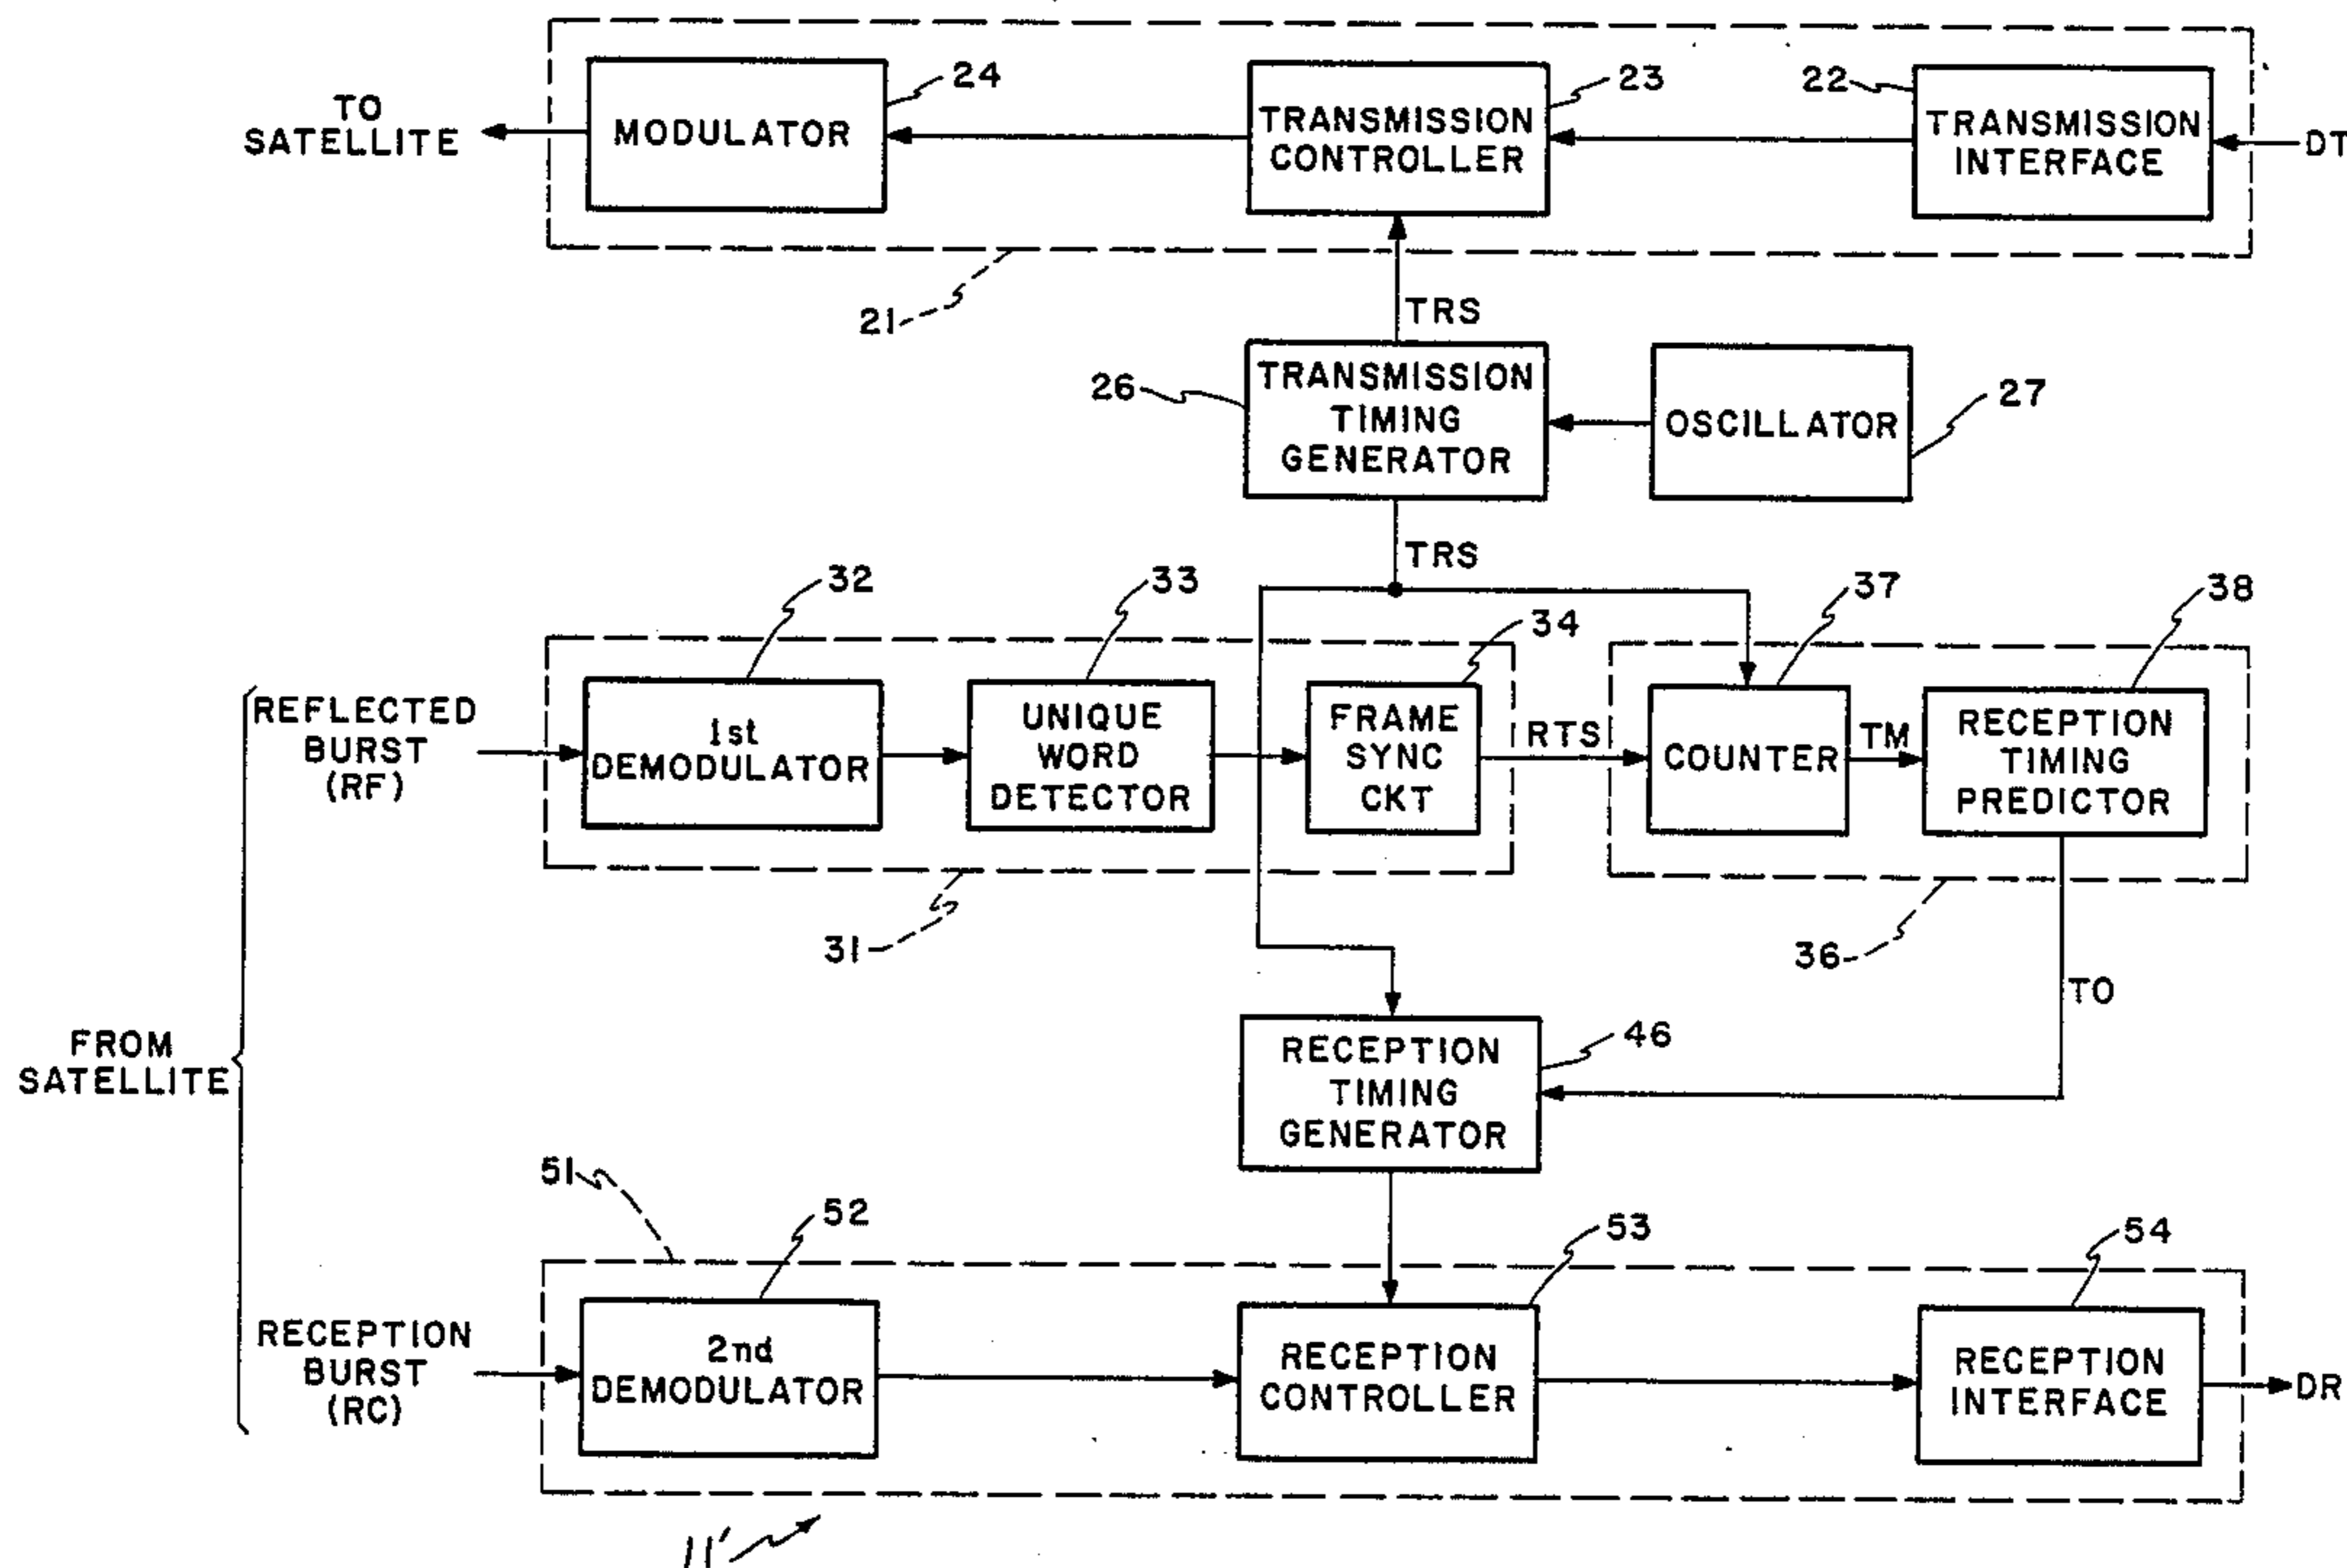 24
23
22
TO
SATELLITE
MODULATOR
TRANSMISSION
CONTROLLER
TRANSMISSION
INTERFACE
DT
21
TRS
26
TRANSMISSION
TIMING
GENERATOR
OSCILLATOR
27
TRS
32
33
34
37
38
REFLECTED
BURST
(RF)
1st
DEMODULATOR
UNIQUE
WORD
DETECTOR
FRAME
SYNC
CKT
RTS
COUNTER
TM
RECEPTION
TIMING
PREDICTOR
31
36
TO
FROM
SATELLITE
RECEPTION
TIMING
GENERATOR
46
51
52
53
54
RECEPTION
BURST
(RC)
2nd
DEMODULATOR
RECEPTION
CONTROLLER
RECEPTION
INTERFACE
DR
11'